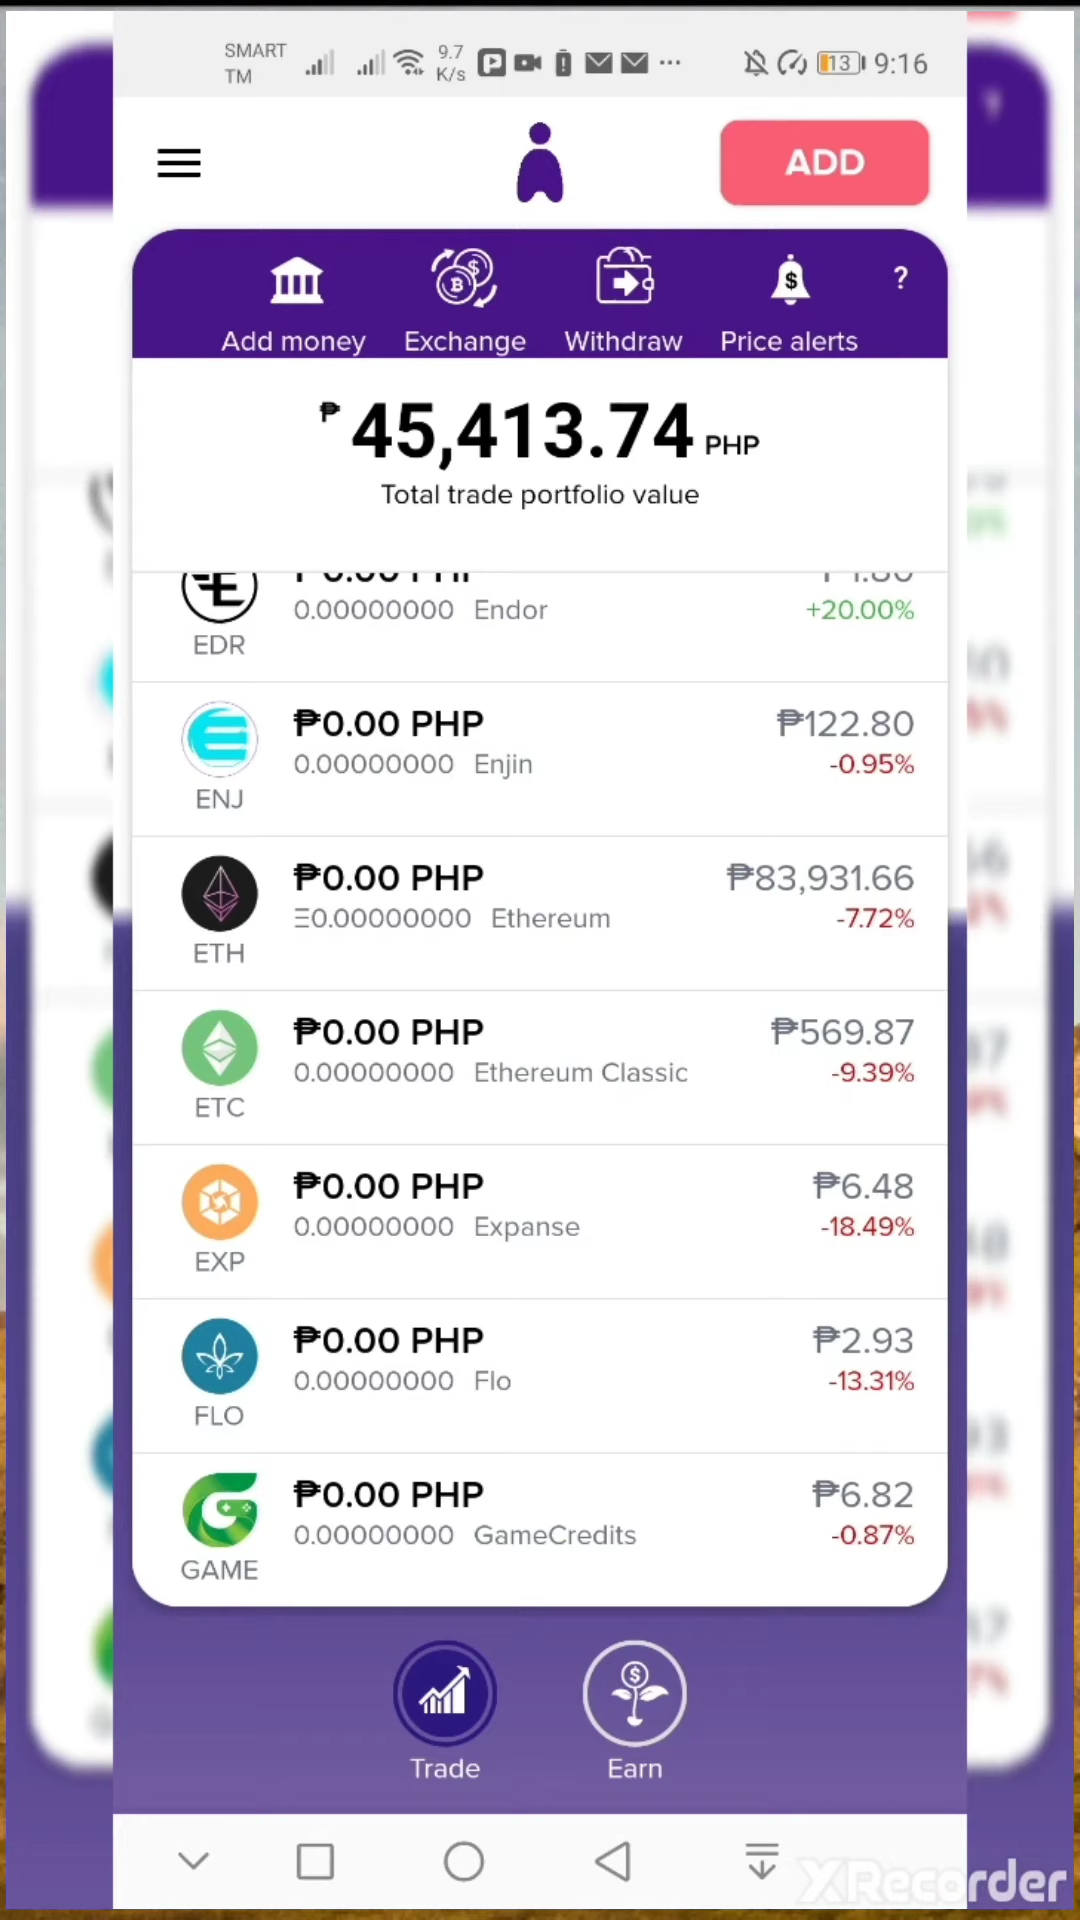 SMART
TM
9.7
K/s
13
9:16
ADD
Add money
Exchange
Withdraw
Price alerts
?
₱45,413.74 PHP
Total trade portfolio value
0.00000000 Endor
+20.00%
EDR
₱0.00 PHP
₱122.80
0.00000000 Enjin
-0.95%
ENJ
₱0.00 PHP
₱83,931.66
Ξ0.00000000 Ethereum
-7.72%
ETH
₱0.00 PHP
₱569.87
0.00000000 Ethereum Classic
-9.39%
ETC
₱0.00 PHP
₱6.48
0.00000000 Expanse
-18.49%
EXP
₱0.00 PHP
₱2.93
0.00000000 Flo
-13.31%
FLO
₱0.00 PHP
₱6.82
0.00000000 GameCredits
-0.87%
GAME
Trade
Earn
XRecorder